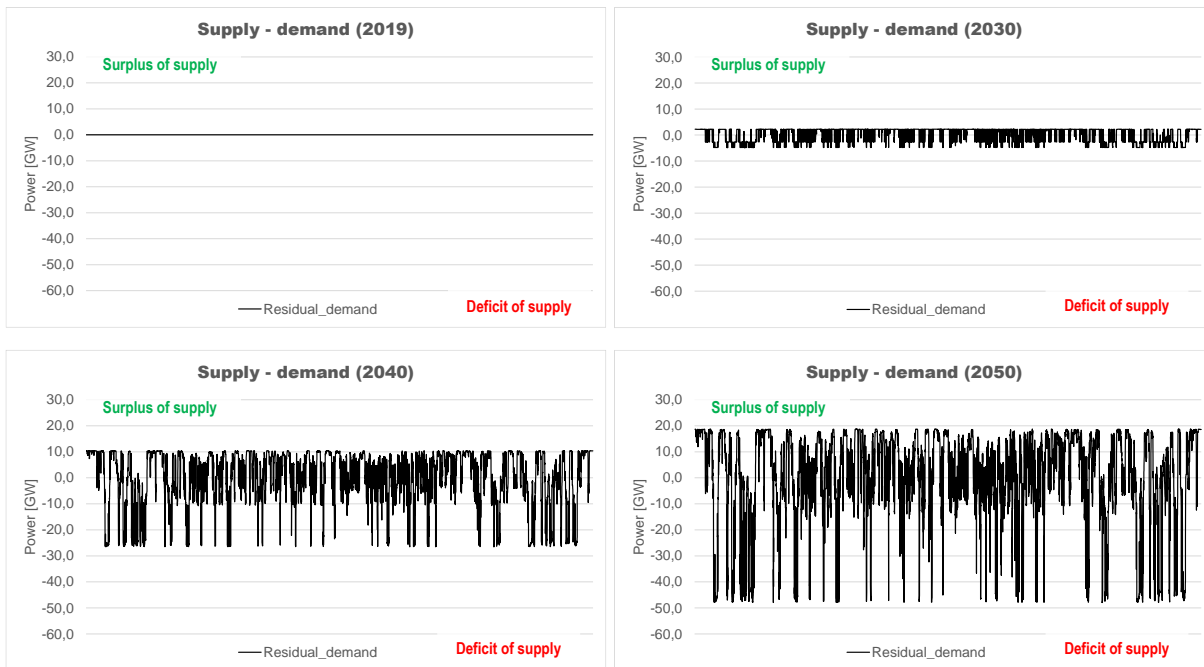 Supply - demand (2019)
30,0
Surplus of supply
20,0
10,0
0,0
-10,0
-20,0
-30,0
-40,0
-50,0
-60,0
Power [GW]
Residual_demand
Deficit of supply
Supply - demand (2030)
30,0
Surplus of supply
20,0
10,0
0,0
-10,0
-20,0
-30,0
-40,0
-50,0
-60,0
Power [GW]
Residual_demand
Deficit of supply
Supply - demand (2040)
30,0
Surplus of supply
20,0
10,0
0,0
-10,0
-20,0
-30,0
-40,0
-50,0
-60,0
Power [GW]
Residual_demand
Deficit of supply
Supply - demand (2050)
30,0
Surplus of supply
20,0
10,0
0,0
-10,0
-20,0
-30,0
-40,0
-50,0
-60,0
Power [GW]
Residual_demand
Deficit of supply